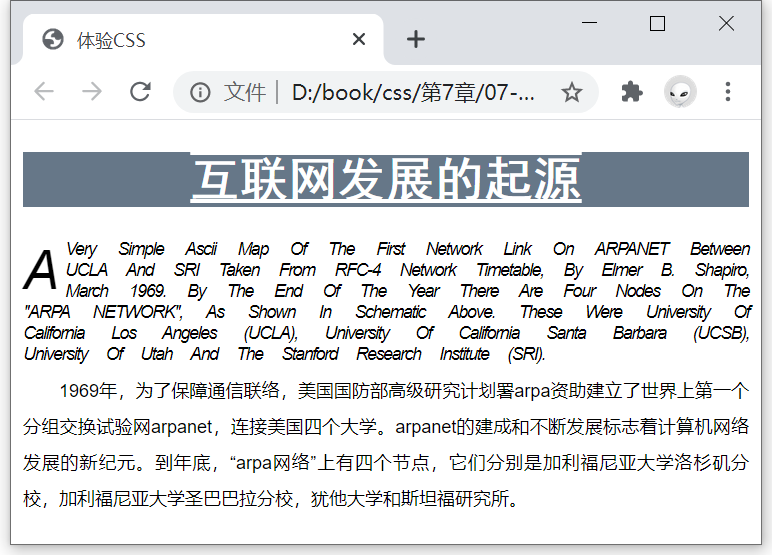 体验CSS
文件 D:/book/css/第7章/07-...
互联网发展的起源
A Very Simple Ascii Map Of The First Network Link On ARPANET Between
UCLA And SRI Taken From RFC-4 Network Timetable, By Elmer B. Shapiro,
March 1969. By The End Of The Year There Are Four Nodes On The
"ARPA NETWORK", As Shown In Schematic Above. These Were University Of
California Los Angeles (UCLA), University Of California Santa Barbara (UCSB),
University Of Utah And The Stanford Research Institute (SRI).
1969年，为了保障通信联络，美国国防部高级研究计划署arpa资助建立了世界上第一个
分组交换试验网arpanet，连接美国四个大学。arpanet的建成和不断发展标志着计算机网络
发展的新纪元。到年底，“arpa网络”上有四个节点，它们分别是加利福尼亚大学洛杉矶分
校，加利福尼亚大学圣巴巴拉分校，犹他大学和斯坦福研究所。